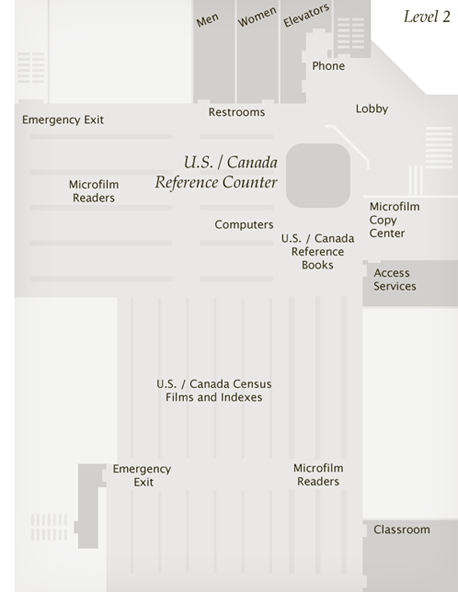 Level 2
Men
Women
Elevators
Phone
Restrooms
Lobby
Emergency Exit
U.S. / Canada
Reference Counter
Microfilm
Readers
Computers
U.S. / Canada
Reference
Books
Microfilm
Copy
Center
Access
Services
U.S. / Canada Census
Films and Indexes
Emergency
Exit
Microfilm
Readers
Classroom